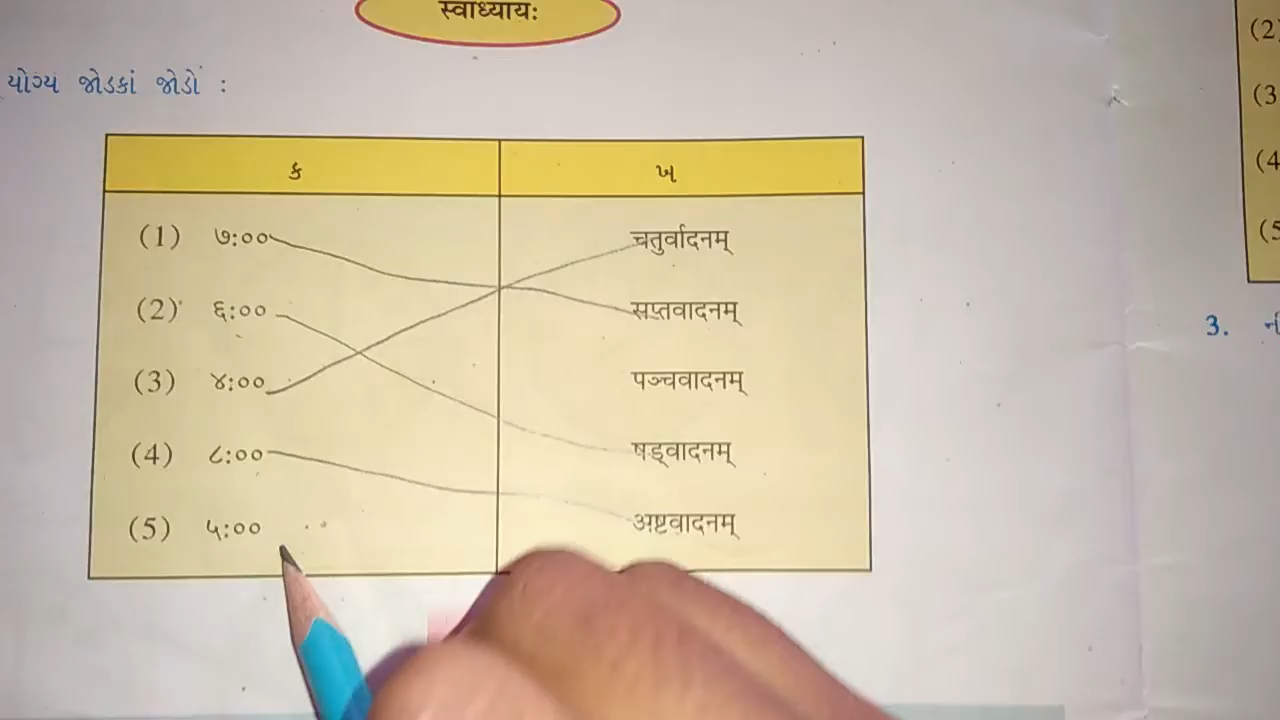 स्वाध्यायः
યોગ્ય જોડકાં જોડો :
ક ખ
(1) ७:०० चतुर्वादनम्
(2) ६:०० सप्तवादनम्
(3) ४:०० पञ्चवादनम्
(4) ८:०० षड्वादनम्
(5) ५:०० अष्टवादनम्
(2)
(3
(4
(5
3.